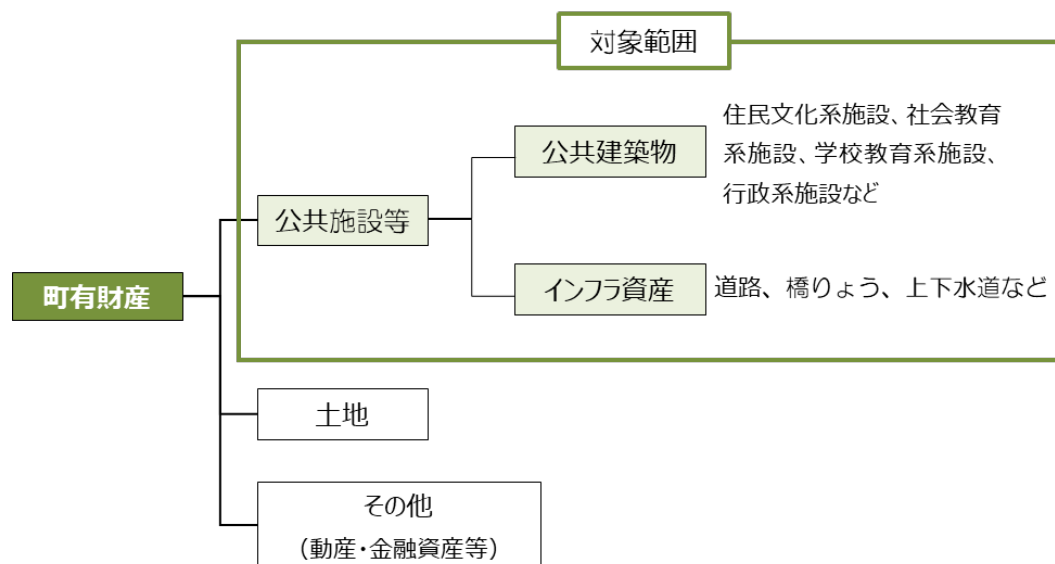 対象範囲
公共建築物
住民文化系施設、社会教育
系施設、学校教育系施設、
行政系施設など
公共施設等
町有財産
インフラ資産
道路、橋りょう、上下水道など
土地
その他
（動産・金融資産等）